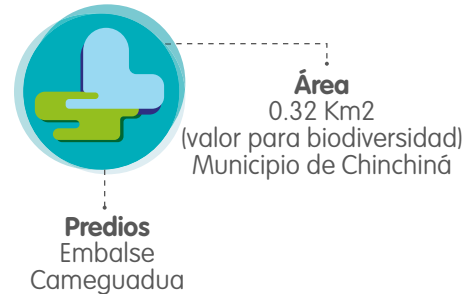 Área
0.32 Km2
(valor para biodiversidad)
Municipio de Chinchiná
Predios
Embalse
Cameguadua